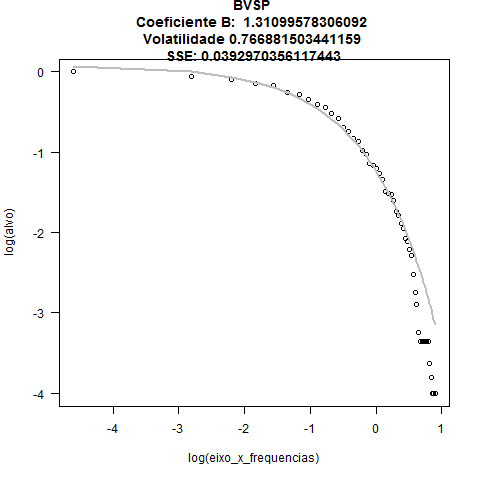 BVSP
Coeficiente B:  1.31099578306092
Volatilidade 0.766881503441159
SSE: 0.0392970356117443
0
-1
-2
-3
-4
log(alvo)
-4 -3 -2 -1 0 1
log(eixo_x_frequencias)